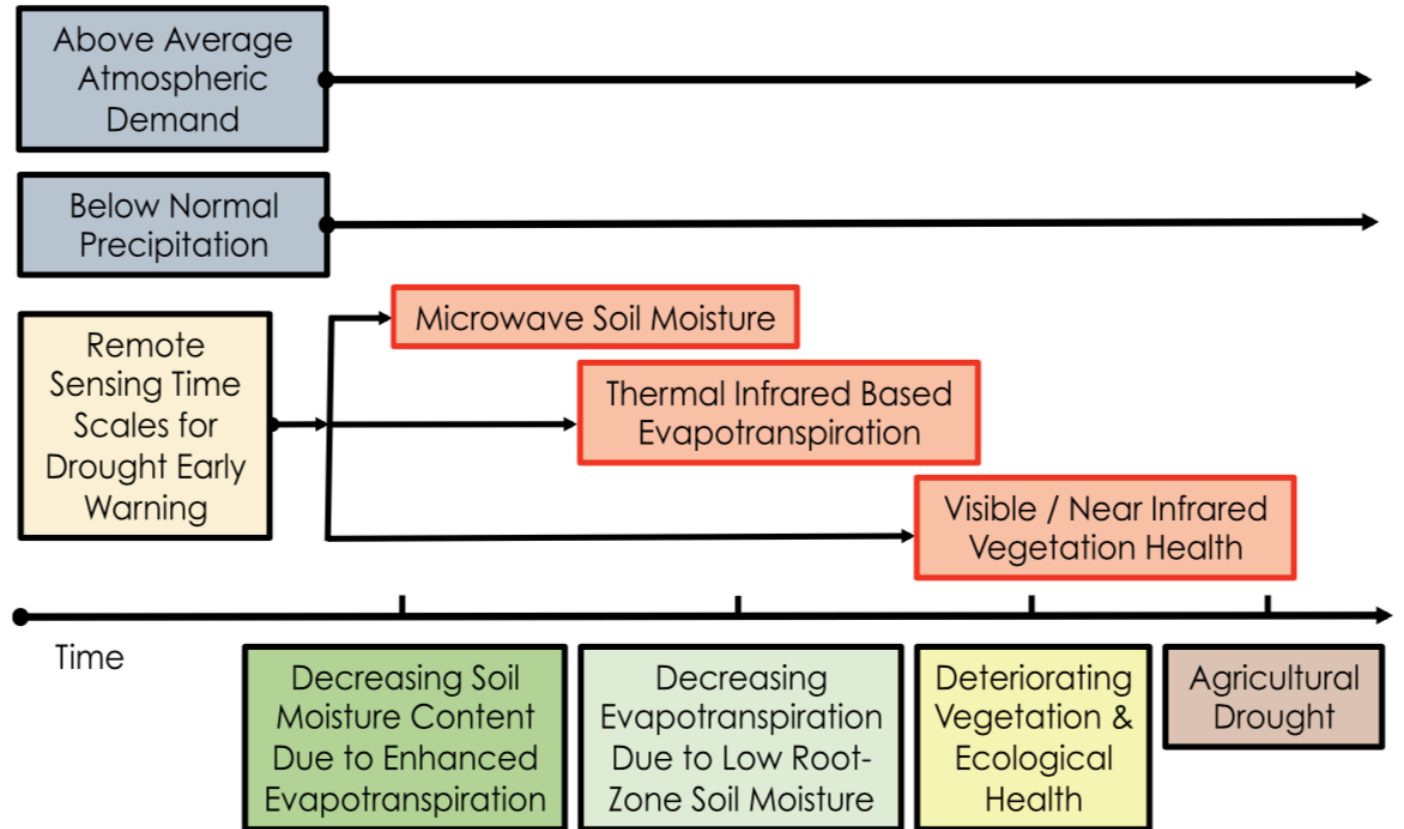 Above Average
Atmospheric
Demand
Below Normal
Precipitation
Remote
Sensing Time
Scales for
Drought Early
Warning
Microwave Soil Moisture
Thermal Infrared Based
Evapotranspiration
Visible / Near Infrared
Vegetation Health
Time
Decreasing Soil
Moisture Content
Due to Enhanced
Evapotranspiration
Decreasing
Evapotranspiration
Due to Low Root-
Zone Soil Moisture
Deteriorating
Vegetation &
Ecological
Health
Agricultural
Drought